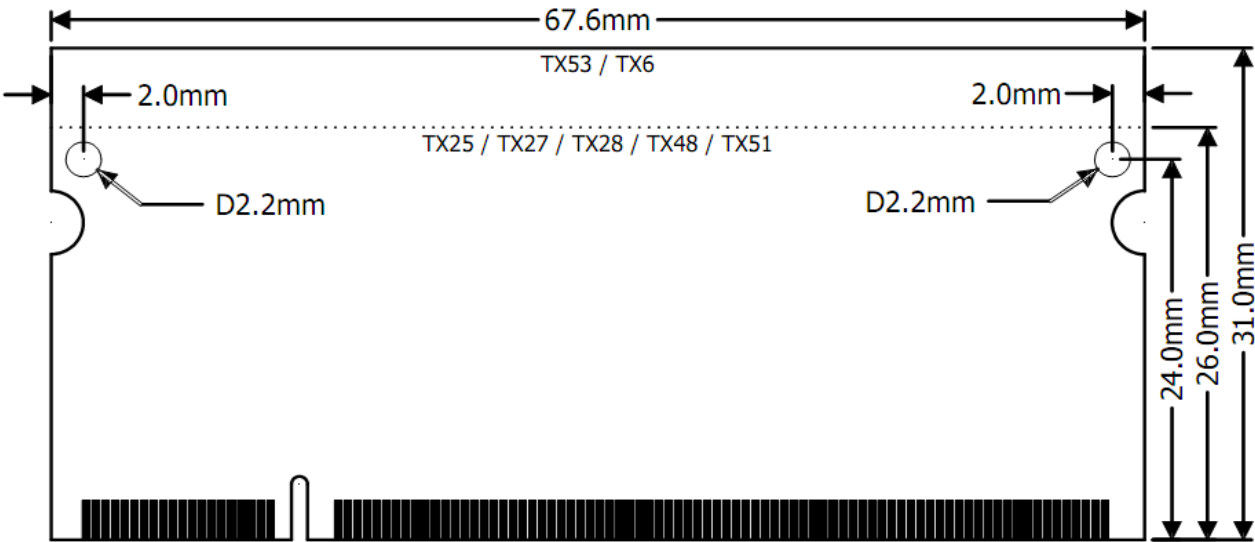 67.6mm
TX53 / TX6
2.0mm
2.0mm
TX25 / TX27 / TX28 / TX48 / TX51
D2.2mm
D2.2mm
24.0mm
26.0mm
31.0mm